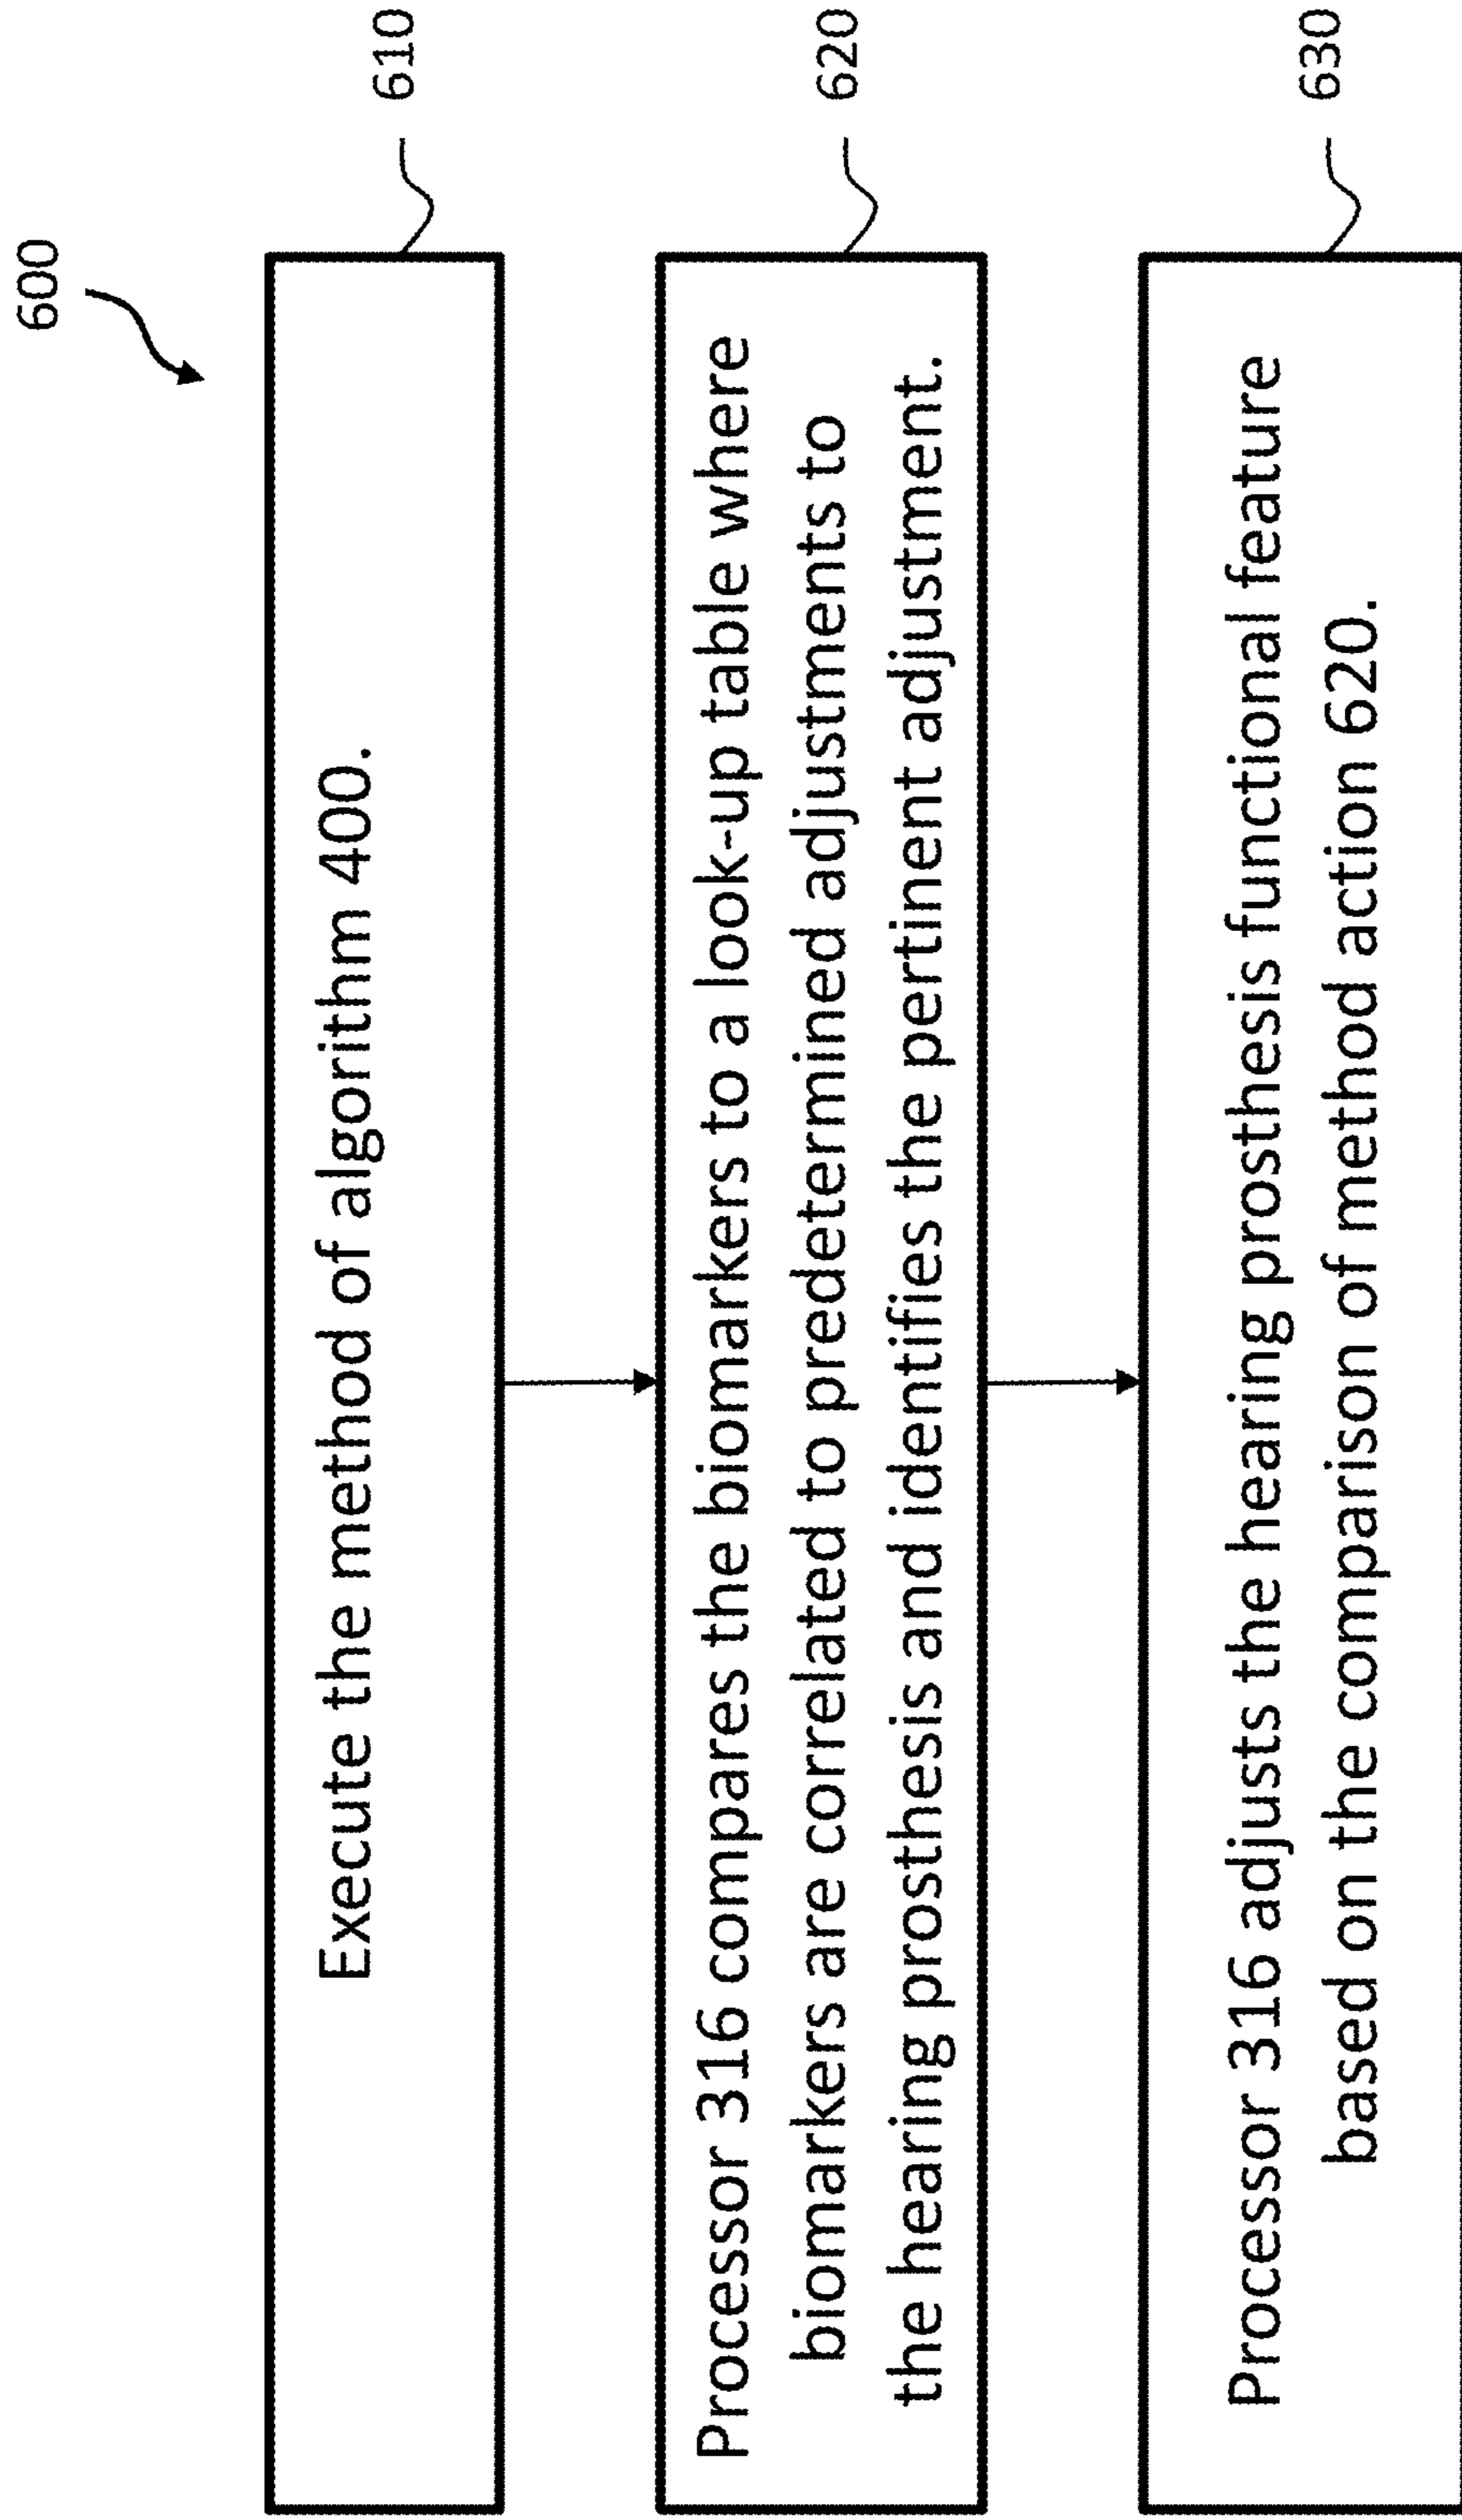 600
Execute the method of algorithm 400.
610
Processor 316 compares the biomarkers to a look-up table where
biomarkers are correlated to predetermined adjustments to
the hearing prosthesis and identifies the pertinent adjustment.
620
Processor 316 adjusts the hearing prosthesis functional feature
based on the comparison of method action 620.
630